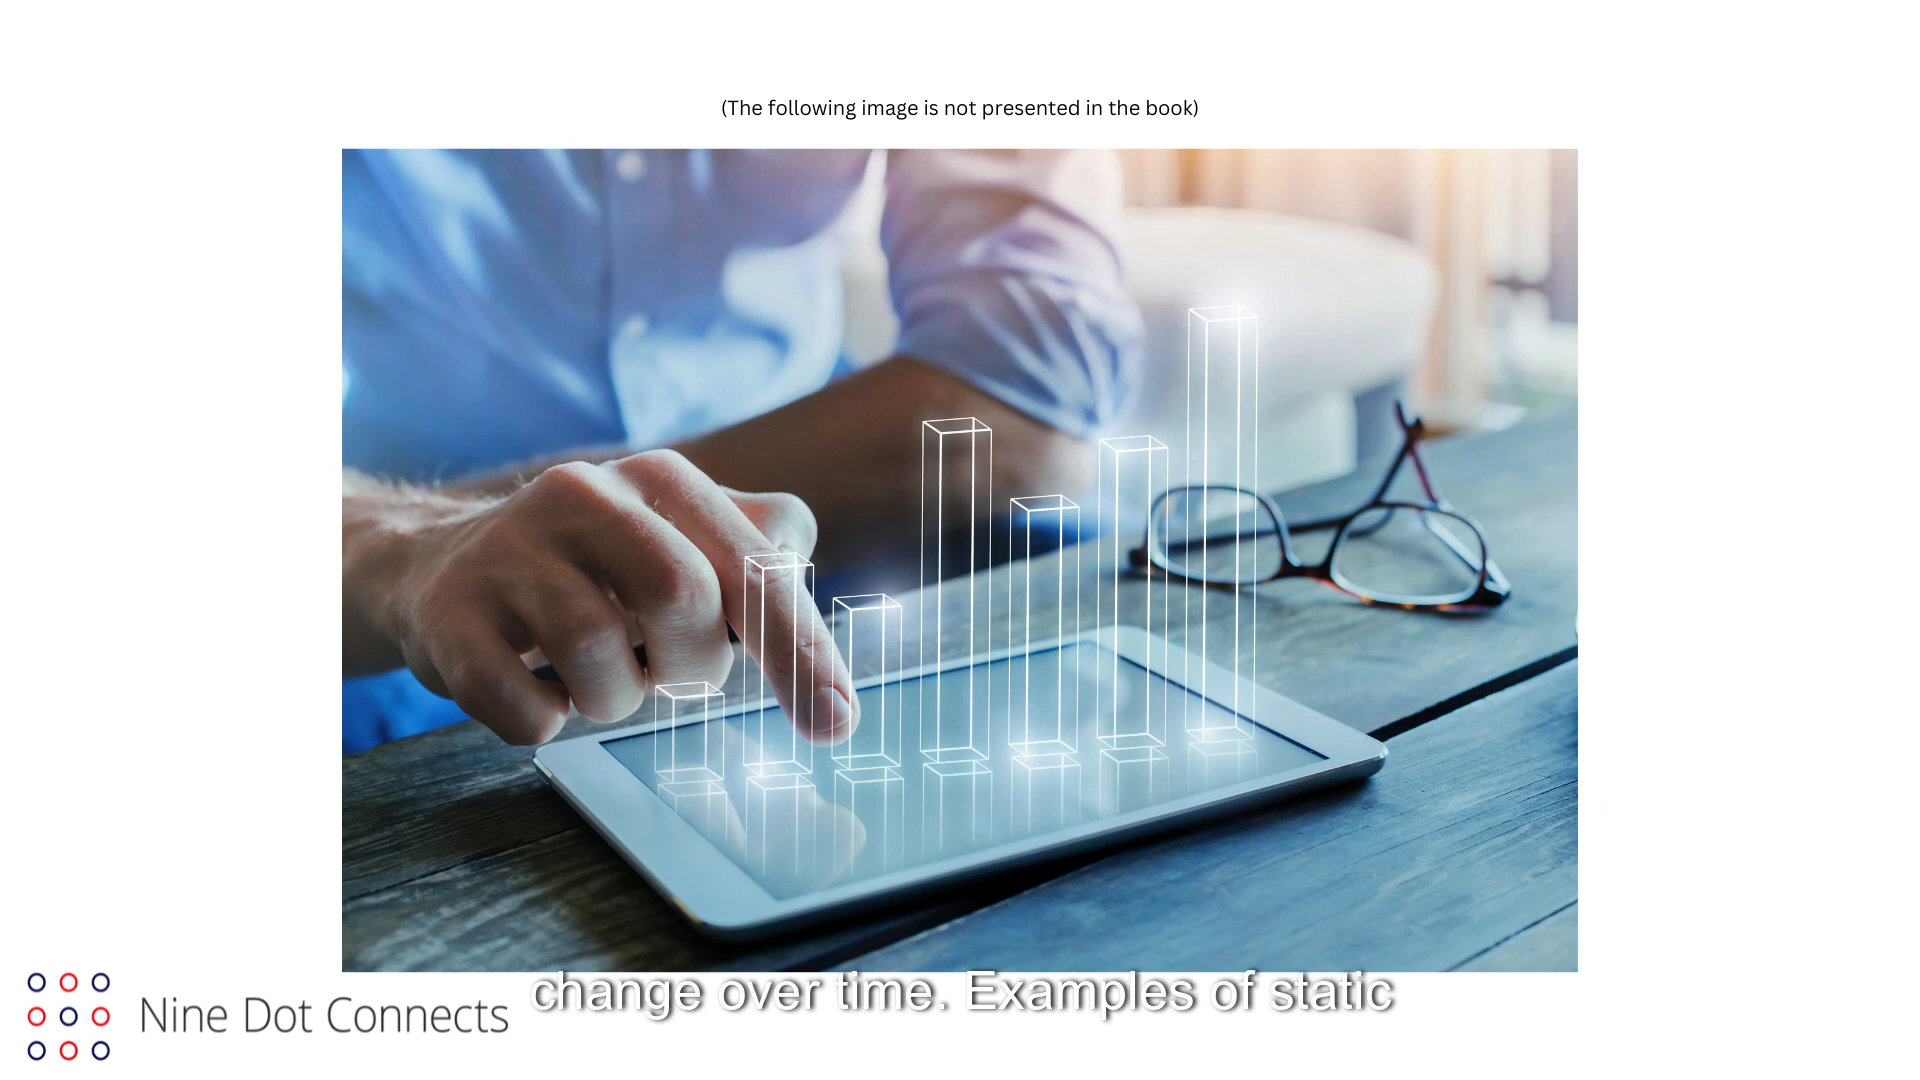 (The following image is not presented in the book)
change over time. Examples of static
Nine Dot Connects